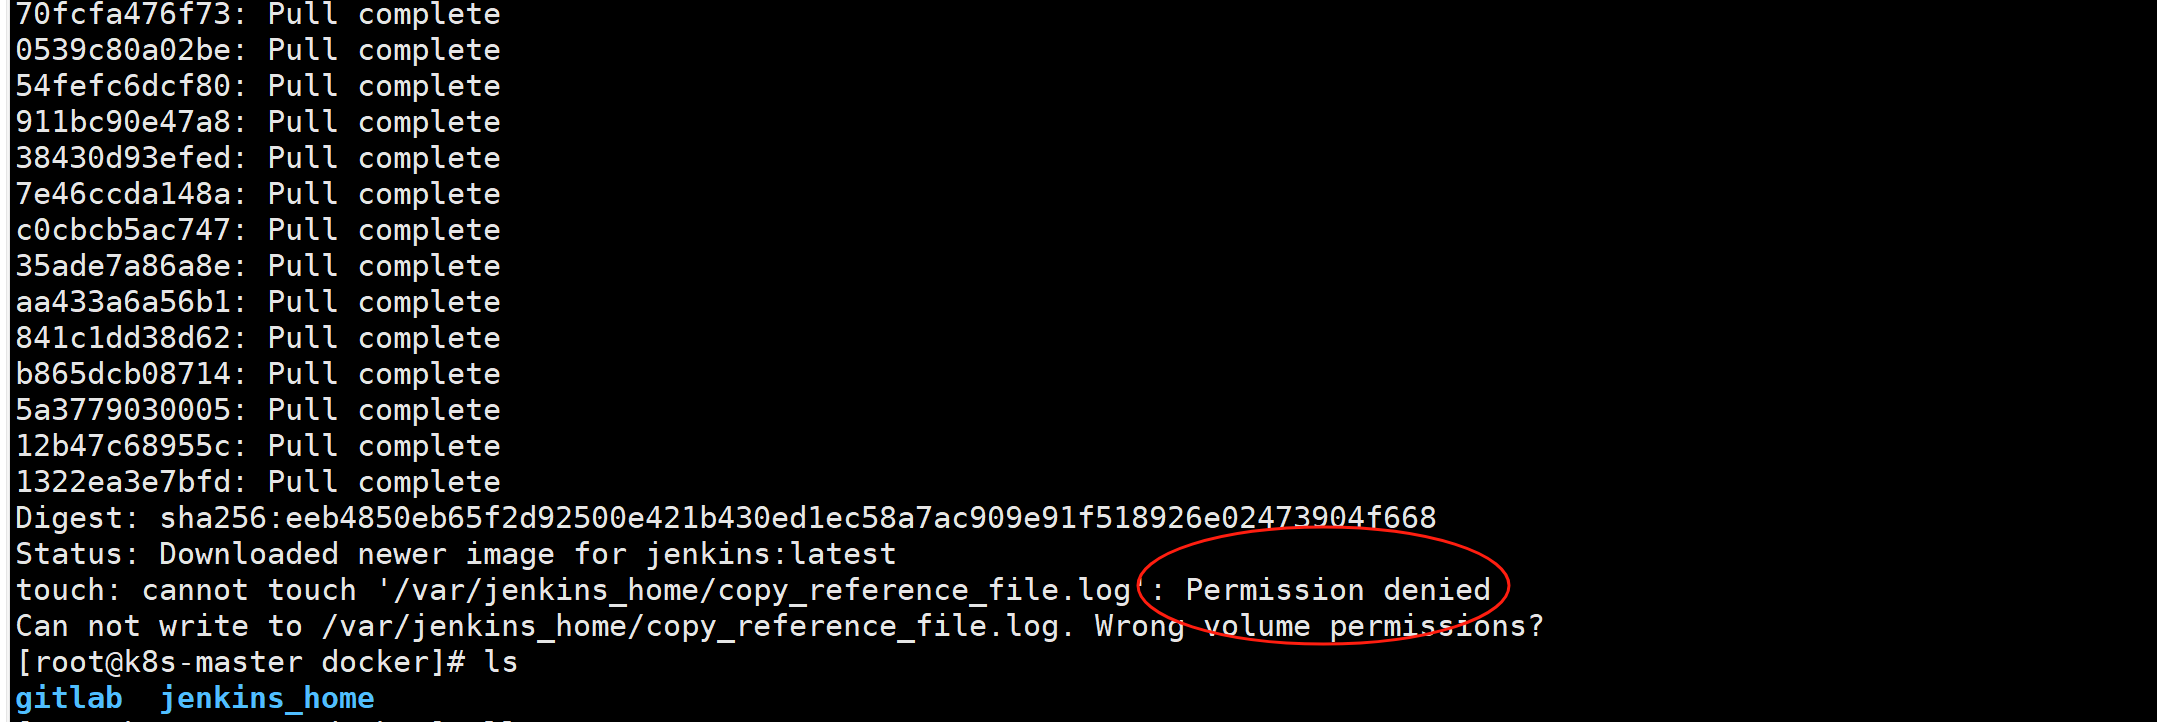 70fcfa476f73: Pull complete
0539c80a02be: Pull complete
54fefc6dcf80: Pull complete
911bc90e47a8: Pull complete
38430d93efed: Pull complete
7e46ccda148a: Pull complete
c0cbcb5ac747: Pull complete
35ade7a86a8e: Pull complete
aa433a6a56b1: Pull complete
841c1dd38d62: Pull complete
b865dcb08714: Pull complete
5a3779030005: Pull complete
12b47c68955c: Pull complete
1322ea3e7bfd: Pull complete
Digest: sha256:eeb4850eb65f2d92500e421b430ed1ec58a7ac909e91f518926e02473904f668
Status: Downloaded newer image for jenkins:latest
touch: cannot touch '/var/jenkins_home/copy_reference_file.log': Permission denied
Can not write to /var/jenkins_home/copy_reference_file.log. Wrong volume permissions?
[root@k8s-master docker]# ls
gitlab  jenkins_home